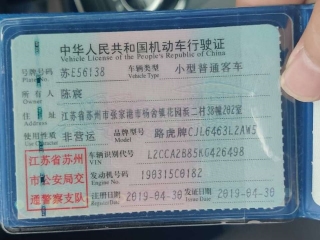 中华人民共和国机动车行驶证
Vehicle License of the People's Republic of China
号牌号码 苏E56138 车辆类型 小型普通客车
Plate No. Vehicle Type
所有人 陈宸
Owner
住址 江苏省苏州市张家港市杨舍镇花园浜二村38幢202室
Address
使用性质 非营运 品牌型号 路虎牌CJL6463LZAW5
Use Character Model
江苏省苏州
市公安局交
通警察支队
车辆识别代号 L2CCA2B85KG426498
VIN
发动机号码 190315C0182
Engine No.
注册日期 2019-04-30 发证日期 2019-04-30
Register Date Issue Date